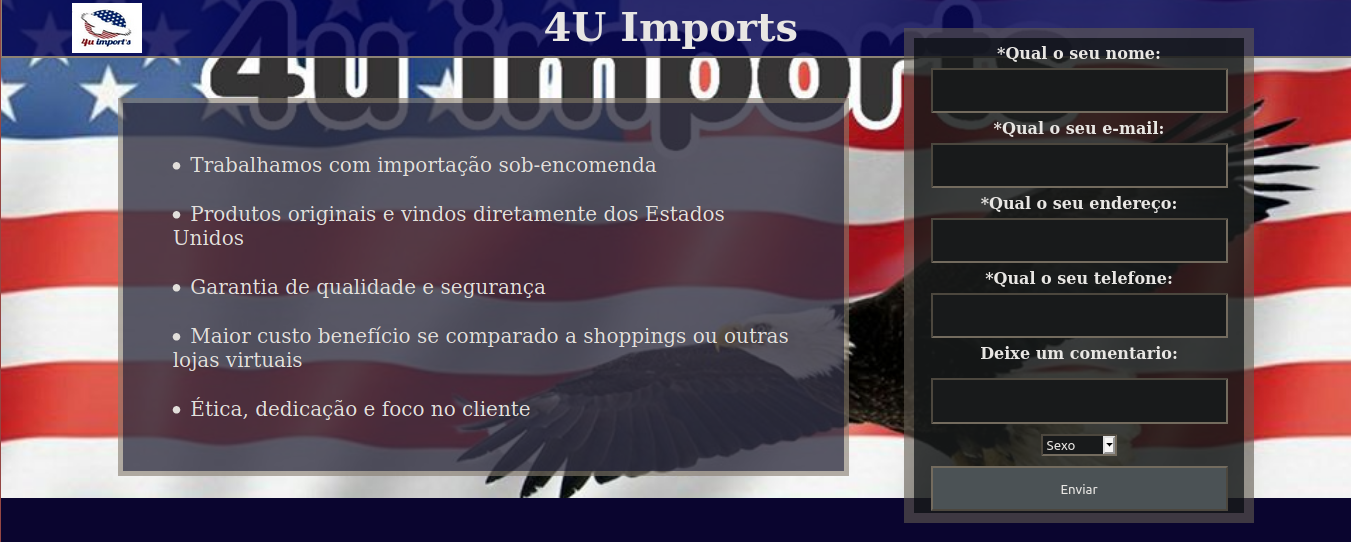 4u import's
4U Imports
4u imports
• Trabalhamos com importação sob-encomenda
• Produtos originais e vindos diretamente dos Estados
Unidos
• Garantia de qualidade e segurança
• Maior custo benefício se comparado a shoppings ou outras
lojas virtuais
• Ética, dedicação e foco no cliente
*Qual o seu nome:
*Qual o seu e-mail:
*Qual o seu endereço:
*Qual o seu telefone:
Deixe um comentario:
Sexo
Enviar